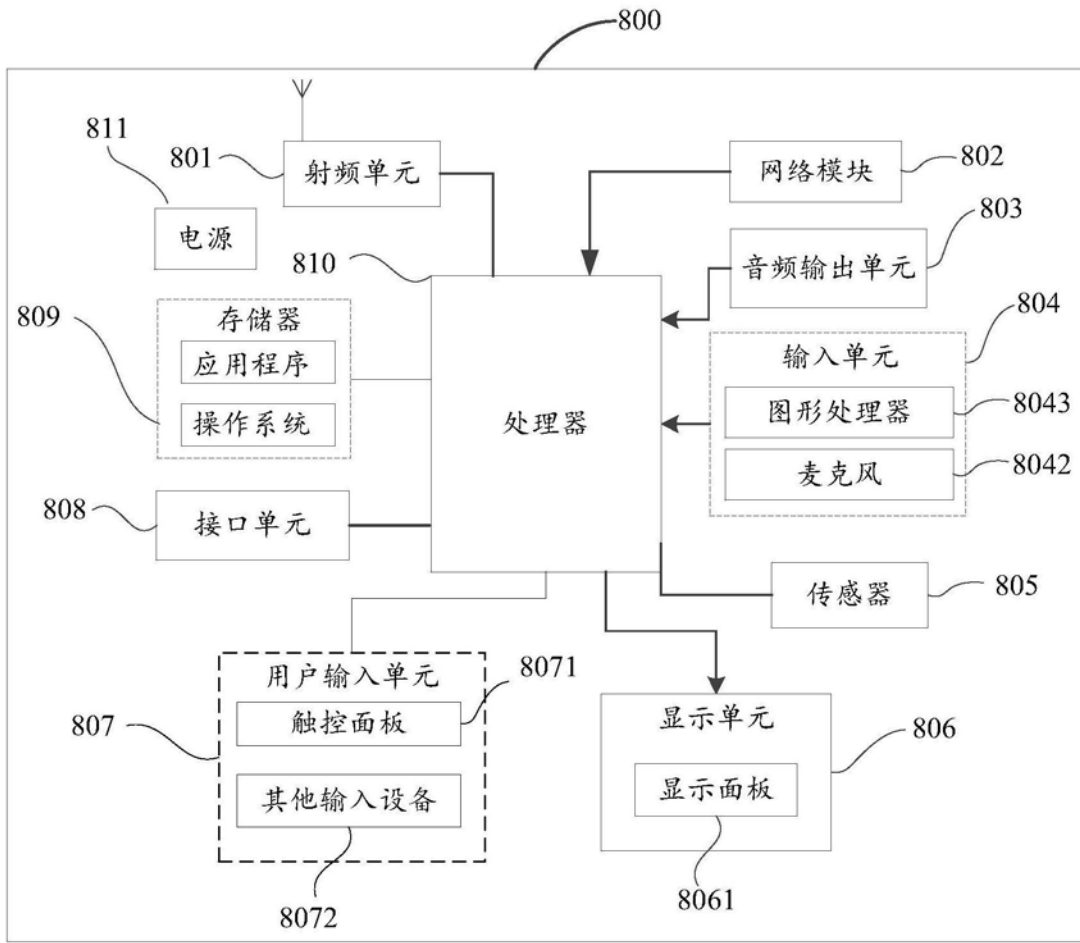 800
811
801
射频单元
网络模块
802
电源
803
810
音频输出单元
809
存储器
应用程序
操作系统
804
输入单元
图形处理器
8043
麦克风
8042
处理器
808
接口单元
传感器
805
用户输入单元
8071
807
触控面板
其他输入设备
8072
显示单元
806
显示面板
8061